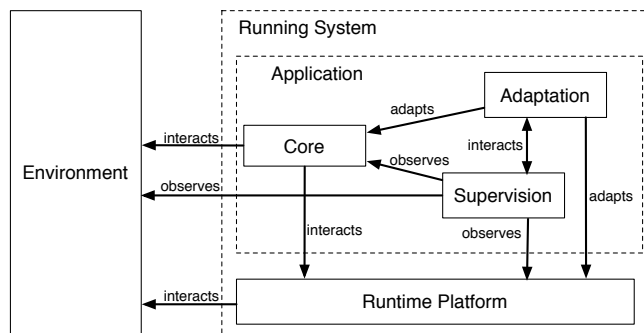 Running System
Application
Adaptation
adapts
interacts
Core
interacts
observes
Environment
observes
Supervision
adapts
interacts
observes
interacts
Runtime Platform